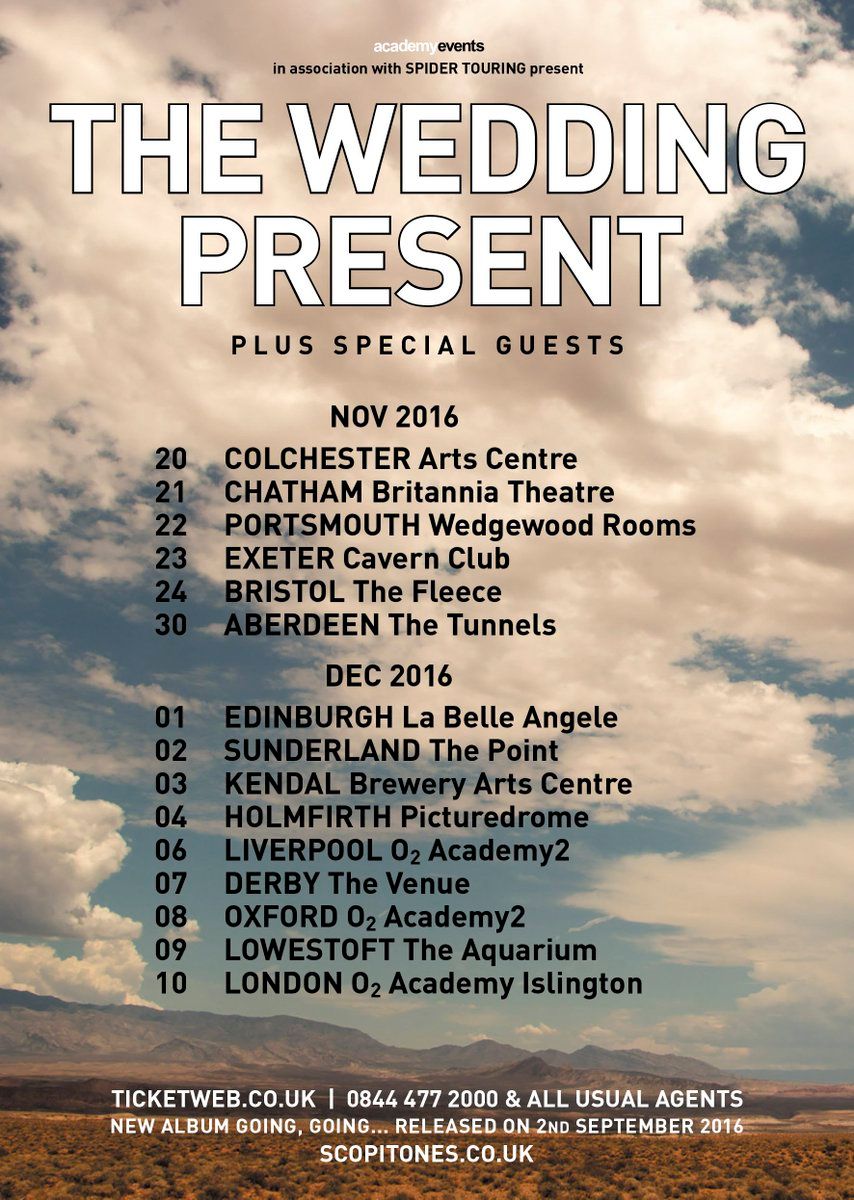 academy events
in association with SPIDER TOURING present
THE WEDDING
PRESENT
PLUS SPECIAL GUESTS
NOV 2016
20 COLCHESTER Arts Centre
21 CHATHAM Britannia Theatre
22 PORTSMOUTH Wedgewood Rooms
23 EXETER Cavern Club
24 BRISTOL The Fleece
30 ABERDEEN The Tunnels
DEC 2016
01 EDINBURGH La Belle Angele
02 SUNDERLAND The Point
03 KENDAL Brewery Arts Centre
04 HOLMFIRTH Picturedrome
06 LIVERPOOL O₂ Academy2
07 DERBY The Venue
08 OXFORD O₂ Academy2
09 LOWESTOFT The Aquarium
10 LONDON O₂ Academy Islington
TICKETWEB.CO.UK | 0844 477 2000 & ALL USUAL AGENTS
NEW ALBUM GOING, GOING... RELEASED ON 2ND SEPTEMBER 2016
SCOPITONES.CO.UK